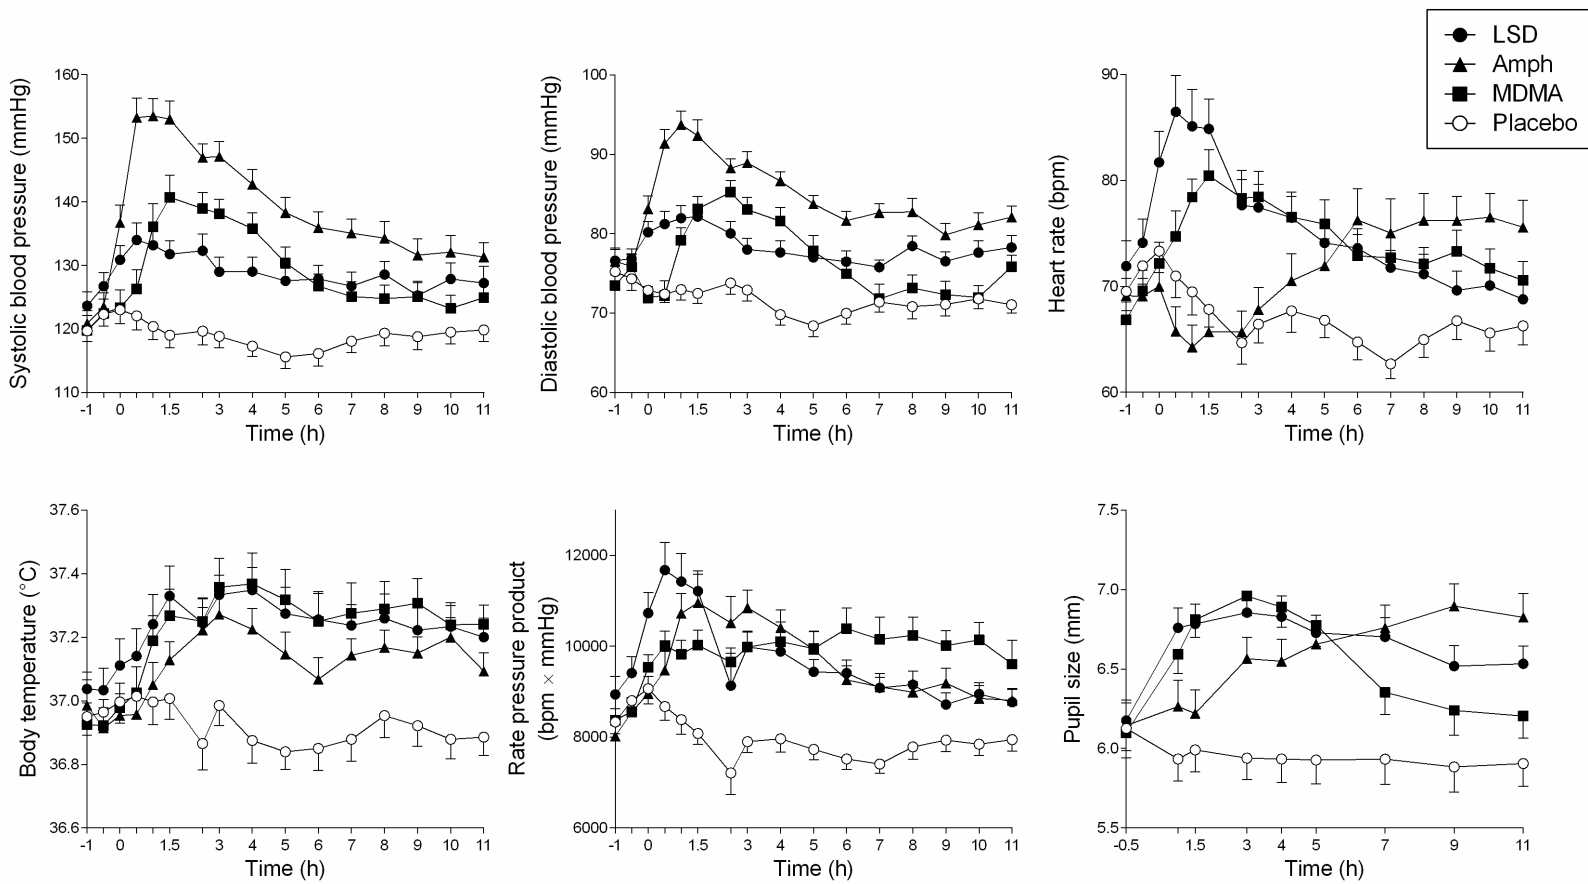 LSD
Amph
MDMA
Placebo
Systolic blood pressure (mmHg)
160
150
140
130
120
110
-1 0 1.5 3 4 5 6 7 8 9 10 11
Time (h)
Diastolic blood pressure (mmHg)
100
90
80
70
60
-1 0 1.5 3 4 5 6 7 8 9 10 11
Time (h)
Heart rate (bpm)
90
80
70
60
-1 0 1.5 3 4 5 6 7 8 9 10 11
Time (h)
Body temperature (°C)
37.6
37.4
37.2
37.0
36.8
36.6
-1 0 1.5 3 4 5 6 7 8 9 10 11
Time (h)
Rate pressure product
(bpm × mmHg)
12000
10000
8000
6000
-1 0 1.5 3 4 5 6 7 8 9 10 11
Time (h)
Pupil size (mm)
7.5
7.0
6.5
6.0
5.5
-0.5 1.5 3 4 5 7 9 11
Time (h)